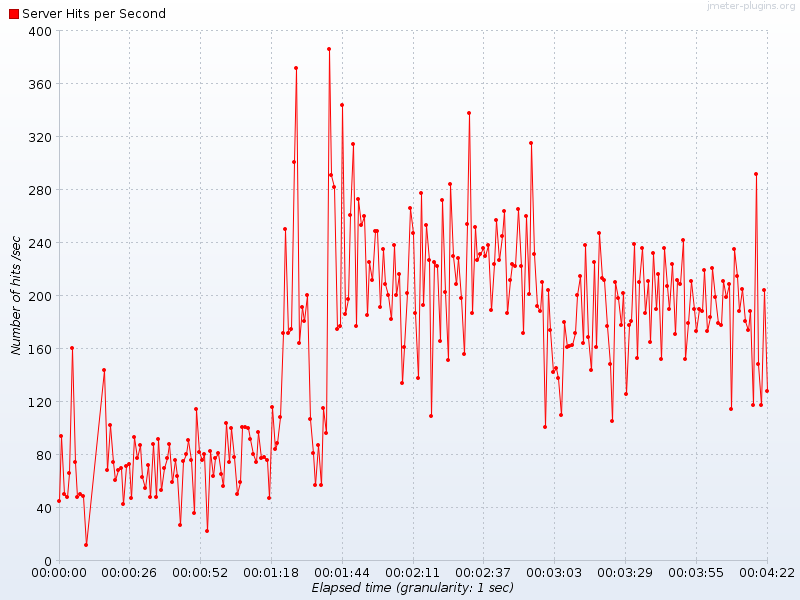 jmeter-plugins.org
Server Hits per Second
400
360
320
280
240
200
160
120
80
40
0
Number of hits /sec
00:00:00 00:00:26 00:00:52 00:01:18 00:01:44 00:02:11 00:02:37 00:03:03 00:03:29 00:03:55 00:04:22
Elapsed time (granularity: 1 sec)